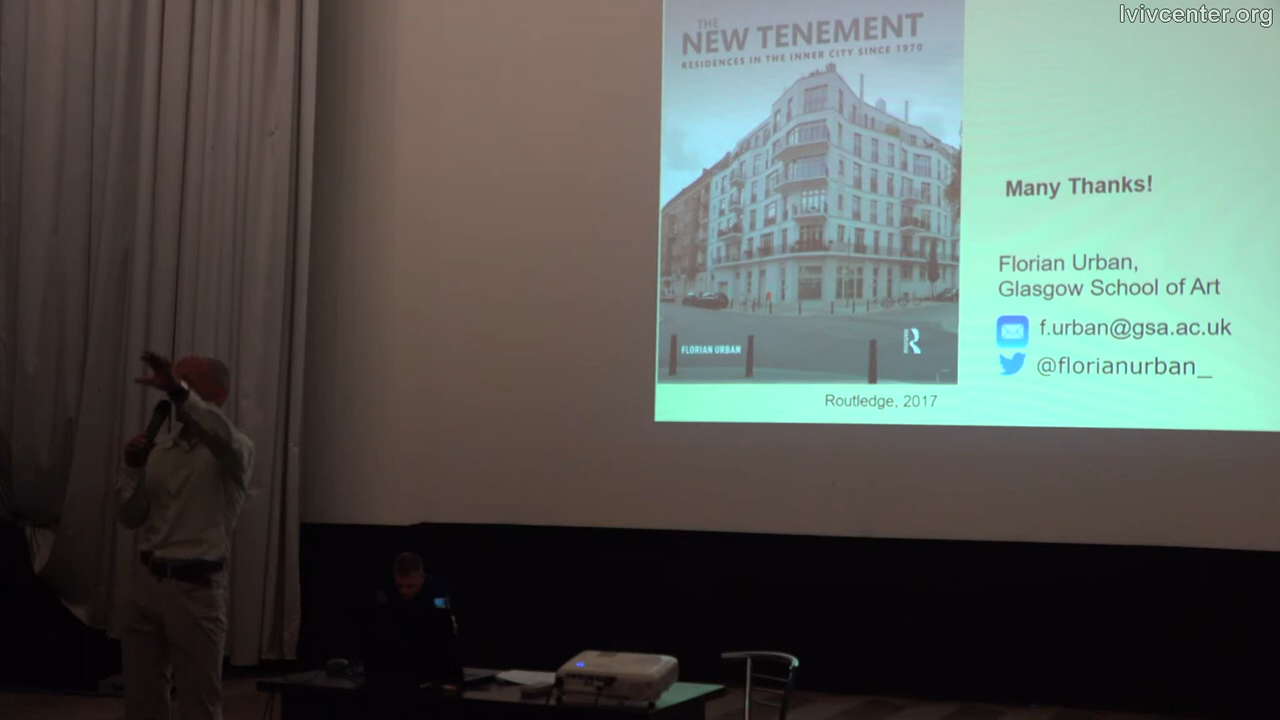 lvivcenter.org
THE
NEW TENEMENT
RESIDENCES IN THE INNER CITY SINCE 1970
FLORIAN URBAN
R
Routledge, 2017
Many Thanks!
Florian Urban,
Glasgow School of Art
f.urban@gsa.ac.uk
@florianurban_